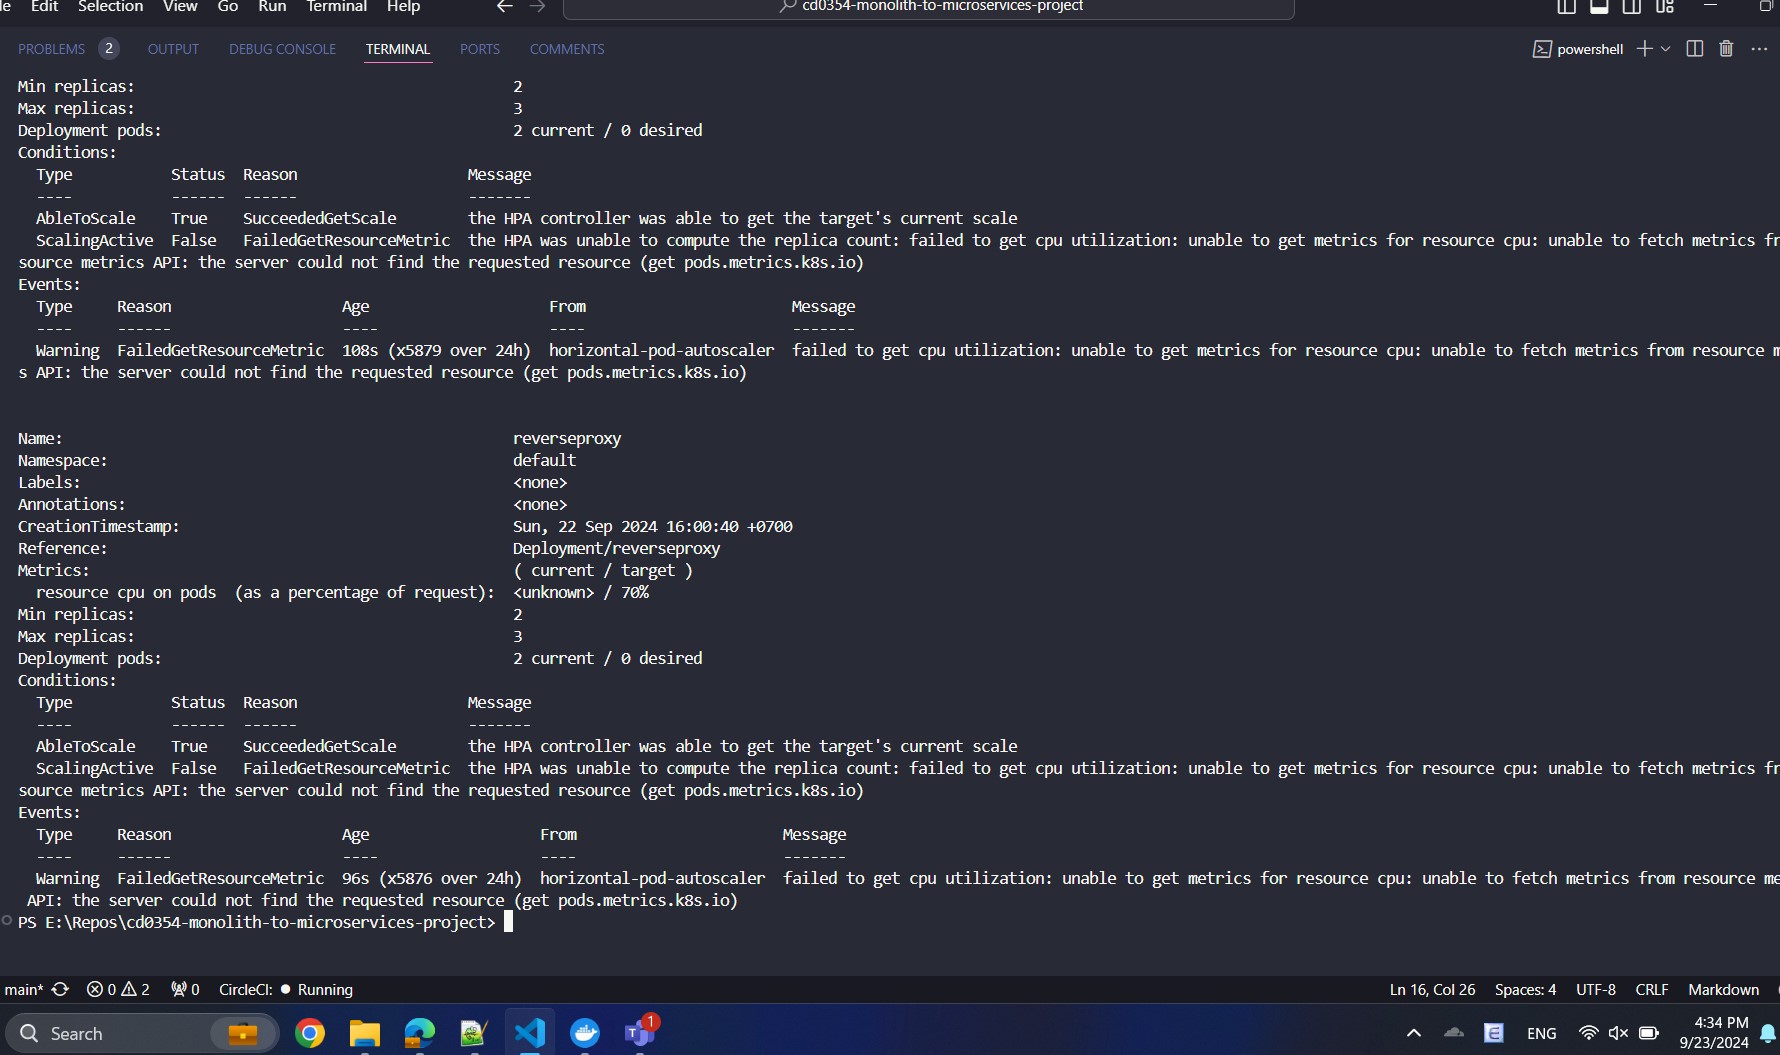 le Edit Selection View Go Run Terminal Help cd0354-monolith-to-microservices-project
PROBLEMS 2 OUTPUT DEBUG CONSOLE TERMINAL PORTS COMMENTS powershell
Min replicas: 2
Max replicas: 3
Deployment pods: 2 current / 0 desired
Conditions:
Type Status Reason Message
---- ------ ------ -------
AbleToScale True SucceededGetScale the HPA controller was able to get the target's current scale
ScalingActive False FailedGetResourceMetric the HPA was unable to compute the replica count: failed to get cpu utilization: unable to get metrics for resource cpu: unable to fetch metrics fr
source metrics API: the server could not find the requested resource (get pods.metrics.k8s.io)
Events:
Type Reason Age From Message
---- ------ ---- ---- -------
Warning FailedGetResourceMetric 108s (x5879 over 24h) horizontal-pod-autoscaler failed to get cpu utilization: unable to get metrics for resource cpu: unable to fetch metrics from resource m
s API: the server could not find the requested resource (get pods.metrics.k8s.io)
Name: reverseproxy
Namespace: default
Labels: <none>
Annotations: <none>
CreationTimestamp: Sun, 22 Sep 2024 16:00:40 +0700
Reference: Deployment/reverseproxy
Metrics: ( current / target )
resource cpu on pods (as a percentage of request): <unknown> / 70%
Min replicas: 2
Max replicas: 3
Deployment pods: 2 current / 0 desired
Conditions:
Type Status Reason Message
---- ------ ------ -------
AbleToScale True SucceededGetScale the HPA controller was able to get the target's current scale
ScalingActive False FailedGetResourceMetric the HPA was unable to compute the replica count: failed to get cpu utilization: unable to get metrics for resource cpu: unable to fetch metrics fr
source metrics API: the server could not find the requested resource (get pods.metrics.k8s.io)
Events:
Type Reason Age From Message
---- ------ ---- ---- -------
Warning FailedGetResourceMetric 96s (x5876 over 24h) horizontal-pod-autoscaler failed to get cpu utilization: unable to get metrics for resource cpu: unable to fetch metrics from resource me
API: the server could not find the requested resource (get pods.metrics.k8s.io)
PS E:\Repos\cd0354-monolith-to-microservices-project>
main* 0 2 0 CircleCI: Running Ln 16, Col 26 Spaces: 4 UTF-8 CRLF Markdown
Search 1 ENG 4:34 PM
9/23/2024